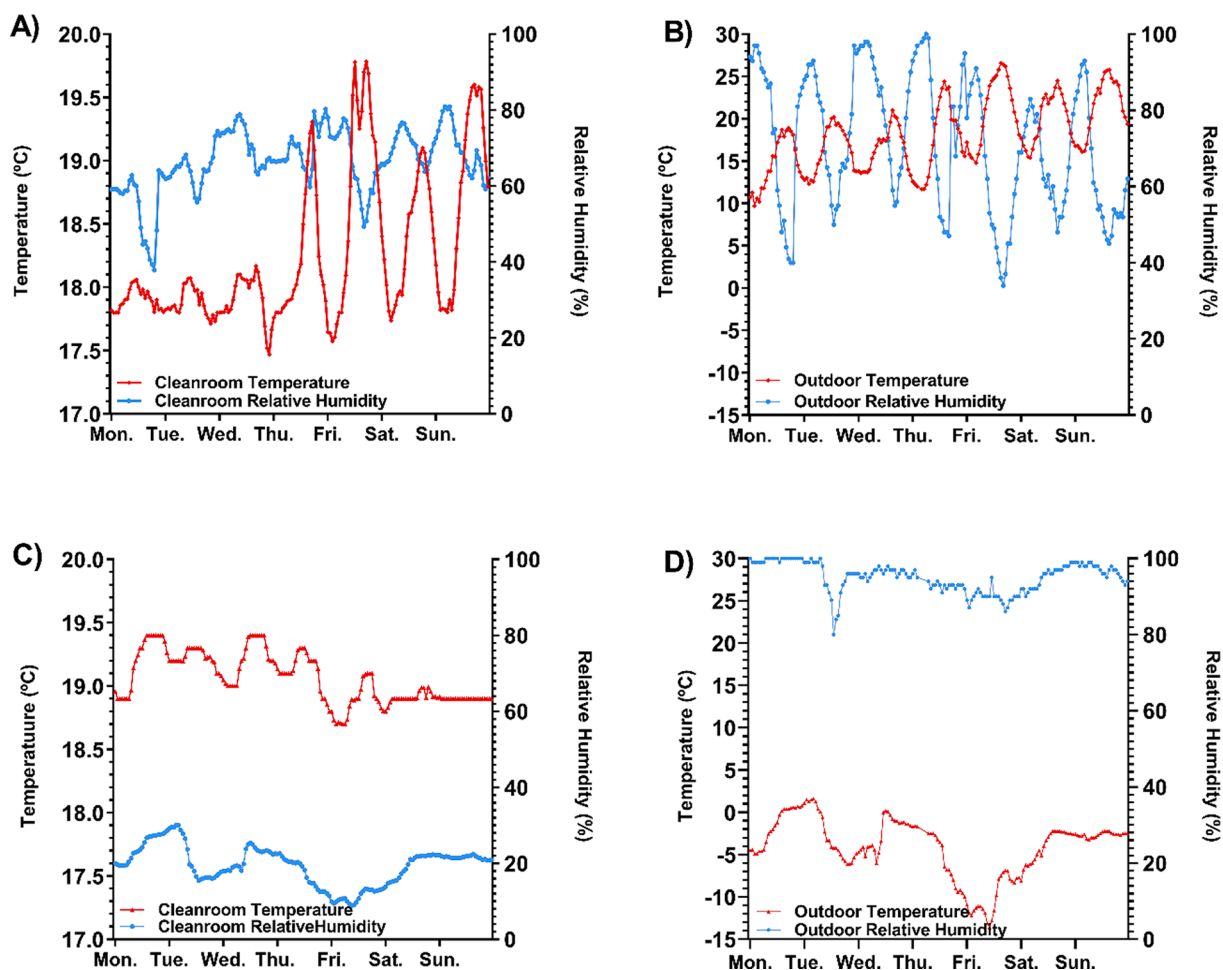 A)
Temperature (ºC)
20.0
19.5
19.0
18.5
18.0
17.5
17.0
Relative Humidity (%)
100
80
60
40
20
0
Cleanroom Temperature
Cleanroom Relative Humidity
Mon. Tue. Wed. Thu. Fri. Sat. Sun.
B)
Temperature (ºC)
30
25
20
15
10
5
0
-5
-10
-15
Relative Humidity (%)
100
80
60
40
20
0
Outdoor Temperature
Outdoor Relative Humidity
Mon. Tue. Wed. Thu. Fri. Sat. Sun.
C)
Temperatuure (ºC)
20.0
19.5
19.0
18.5
18.0
17.5
17.0
Relative Humidity (%)
100
80
60
40
20
0
Cleanroom Temperature
Cleanroom RelativeHumidity
Mon. Tue. Wed. Thu. Fri. Sat. Sun.
D)
Temperature (ºC)
30
25
20
15
10
5
0
-5
-10
-15
Relative Humidity (%)
100
80
60
40
20
0
Outdoor Temperature
Outdoor Relative Humidity
Mon. Tue. Wed. Thu. Fri. Sat. Sun.